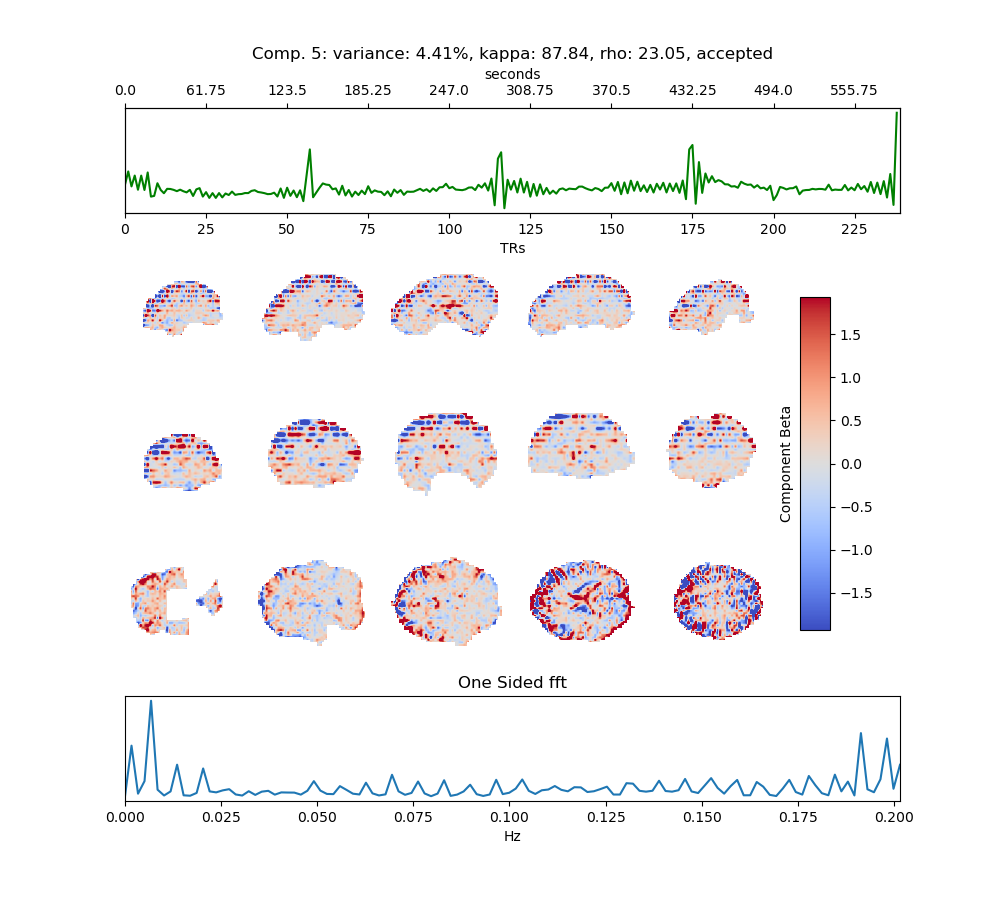 Comp. 5: variance: 4.41%, kappa: 87.84, rho: 23.05, accepted
seconds
0.0 61.75 123.5 185.25 247.0 308.75 370.5 432.25 494.0 555.75
0 25 50 75 100 125 150 175 200 225
TRs
1.5
1.0
0.5
0.0
−0.5
−1.0
−1.5
Component Beta
One Sided fft
0.000 0.025 0.050 0.075 0.100 0.125 0.150 0.175 0.200
Hz